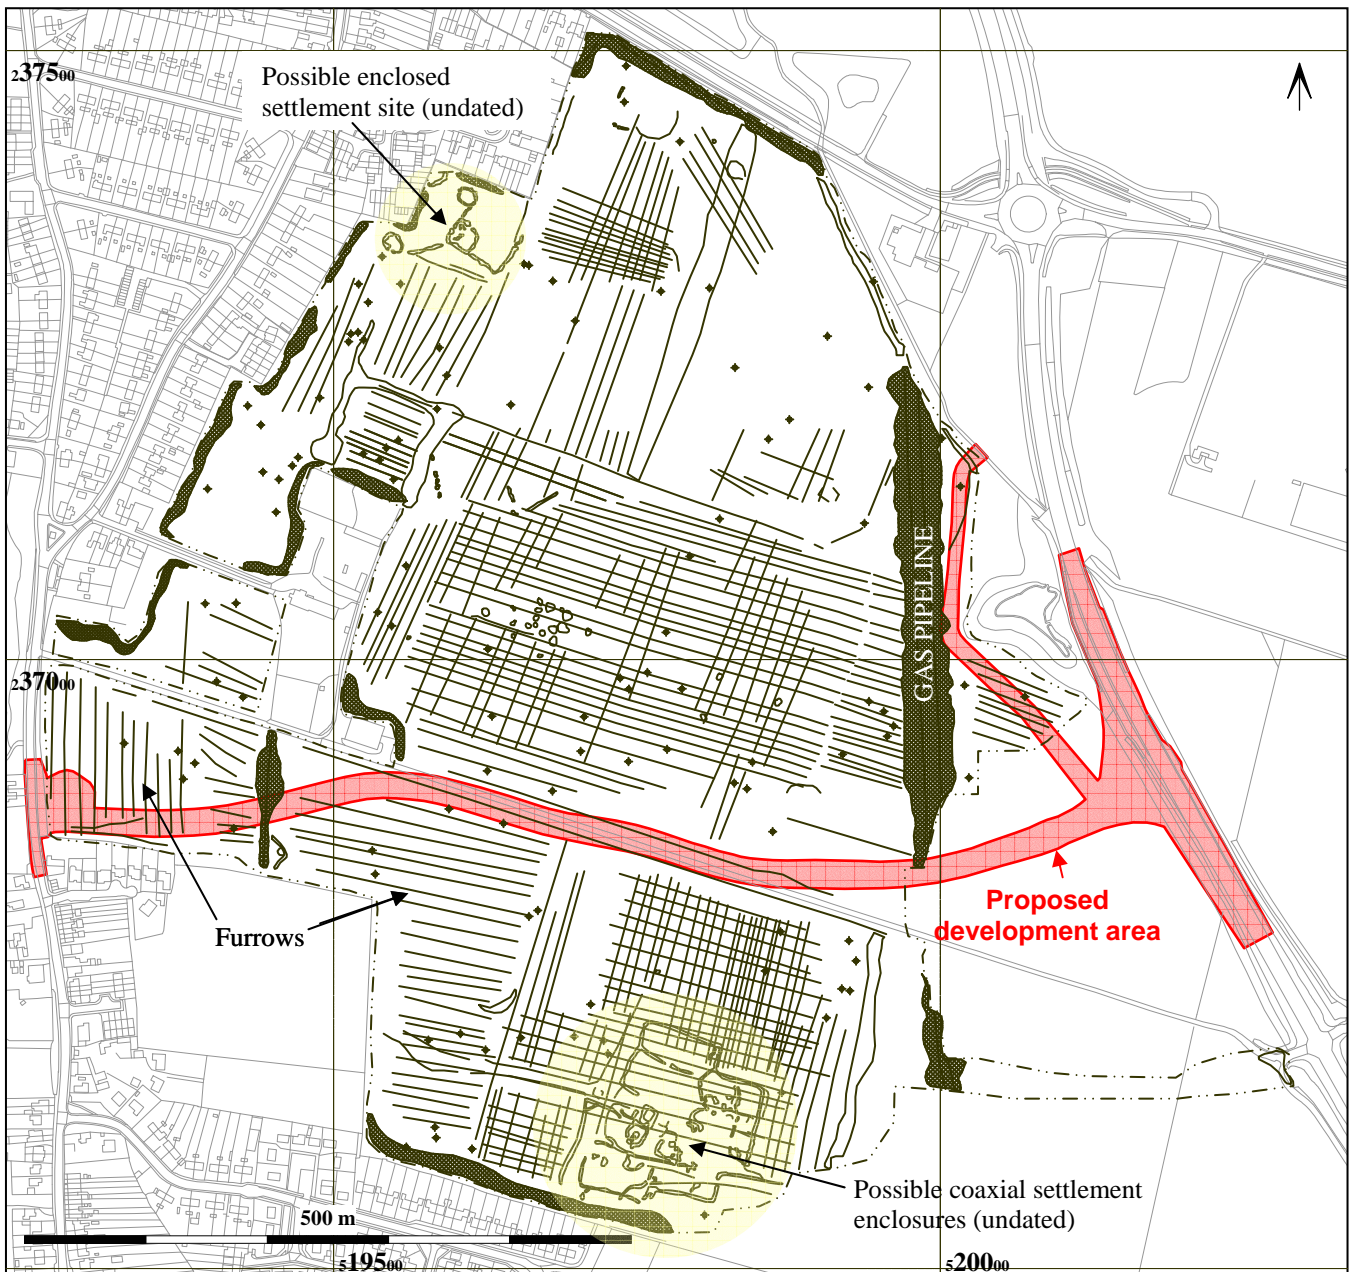 237500
Possible enclosed
settlement site (undated)
GAS PIPELINE
237000
Proposed
development area
Furrows
Possible coaxial settlement
enclosures (undated)
500 m
519500
520000